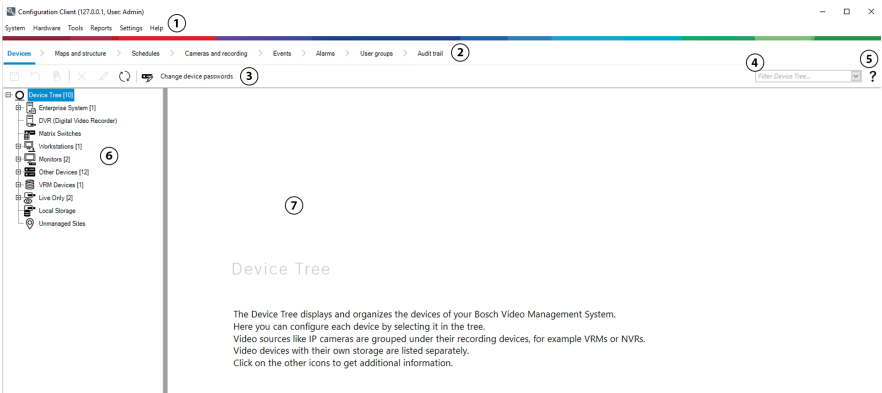 Configuration Client (127.0.0.1, User: Admin)
System Hardware Tools Reports Settings Help 1
Devices > Maps and structure > Schedules > Cameras and recording > Events > Alarms > User groups > Audit trail 2
Change device passwords 3
4
Filter Device Tree...
5
?
Device Tree [10]
Enterprise System [1]
DVR (Digital Video Recorder)
Matrix Switches
Workstations [1]
Monitors [2]
6
Other Devices [12]
VRM Devices [1]
Live Only [2]
Local Storage
Unmanaged Sites
7
Device Tree
The Device Tree displays and organizes the devices of your Bosch Video Management System.
Here you can configure each device by selecting it in the tree.
Video sources like IP cameras are grouped under their recording devices, for example VRMs or NVRs.
Video devices with their own storage are listed separately.
Click on the other icons to get additional information.